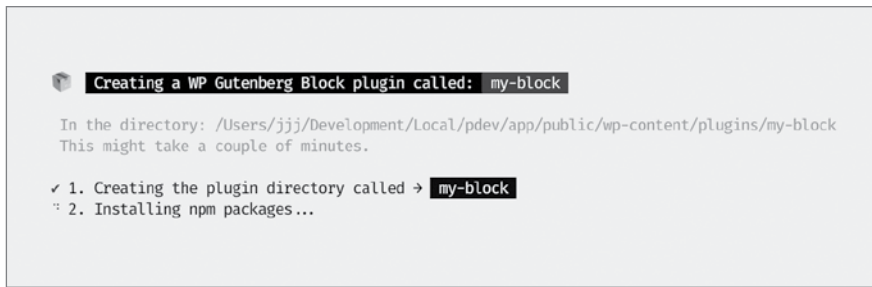 Creating a WP Gutenberg Block plugin called: my-block
In the directory: /Users/jjj/Development/Local/pdev/app/public/wp-content/plugins/my-block
This might take a couple of minutes.
✔ 1. Creating the plugin directory called → my-block
2. Installing npm packages...